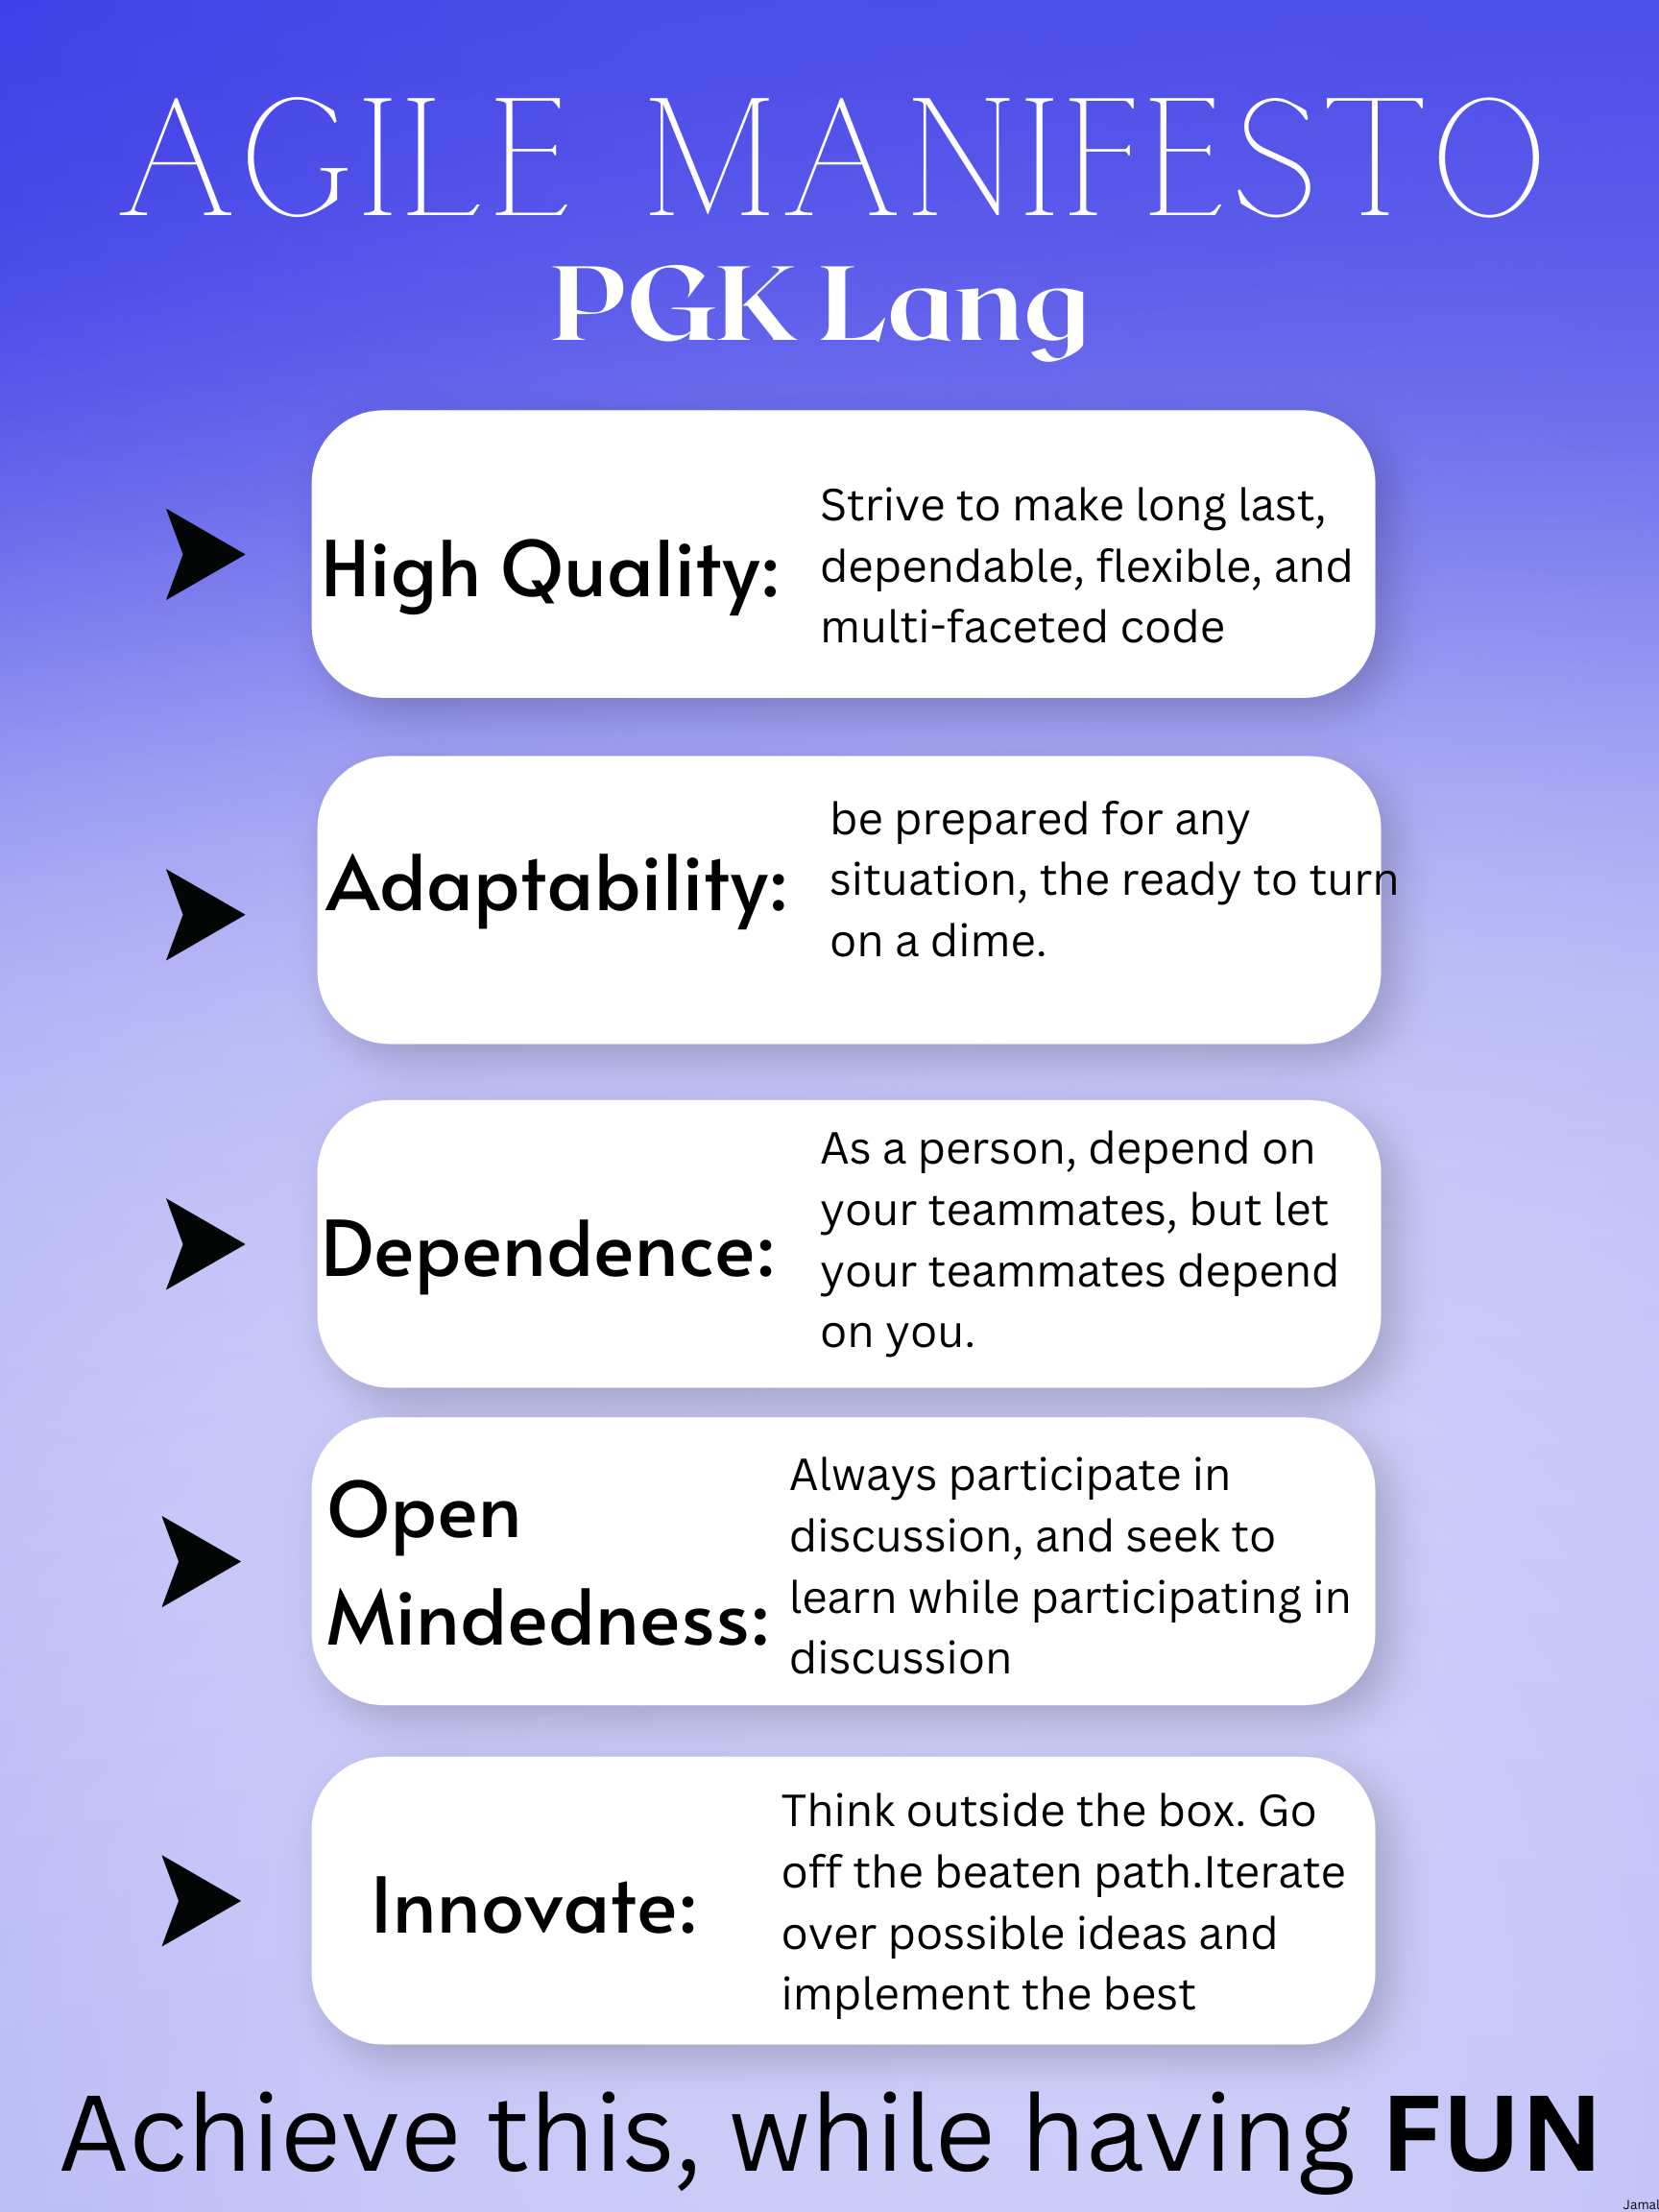 AGILE MANIFESTO
PGK Lang
High Quality:
Strive to make long last,
dependable, flexible, and
multi-faceted code
Adaptability:
be prepared for any
situation, the ready to turn
on a dime.
Dependence:
As a person, depend on
your teammates, but let
your teammates depend
on you.
Open
Mindedness:
Always participate in
discussion, and seek to
learn while participating in
discussion
Innovate:
Think outside the box. Go
off the beaten path.Iterate
over possible ideas and
implement the best
Achieve this, while having FUN
Jamal